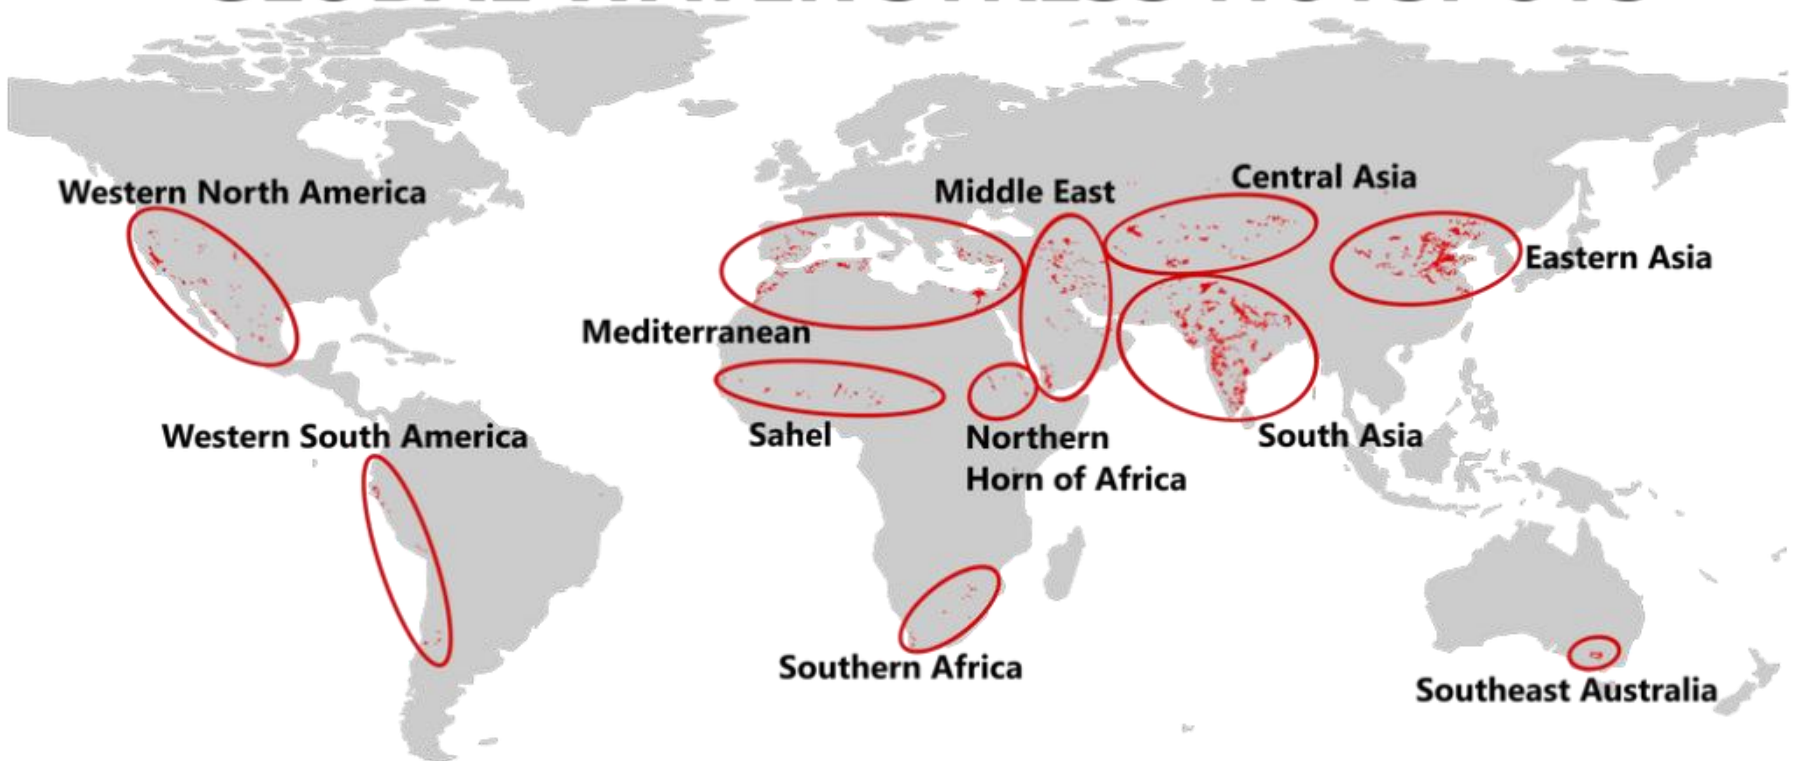 Western North America
Middle East
Central Asia
Eastern Asia
Mediterranean
Western South America
Sahel
Northern
Horn of Africa
South Asia
Southern Africa
Southeast Australia